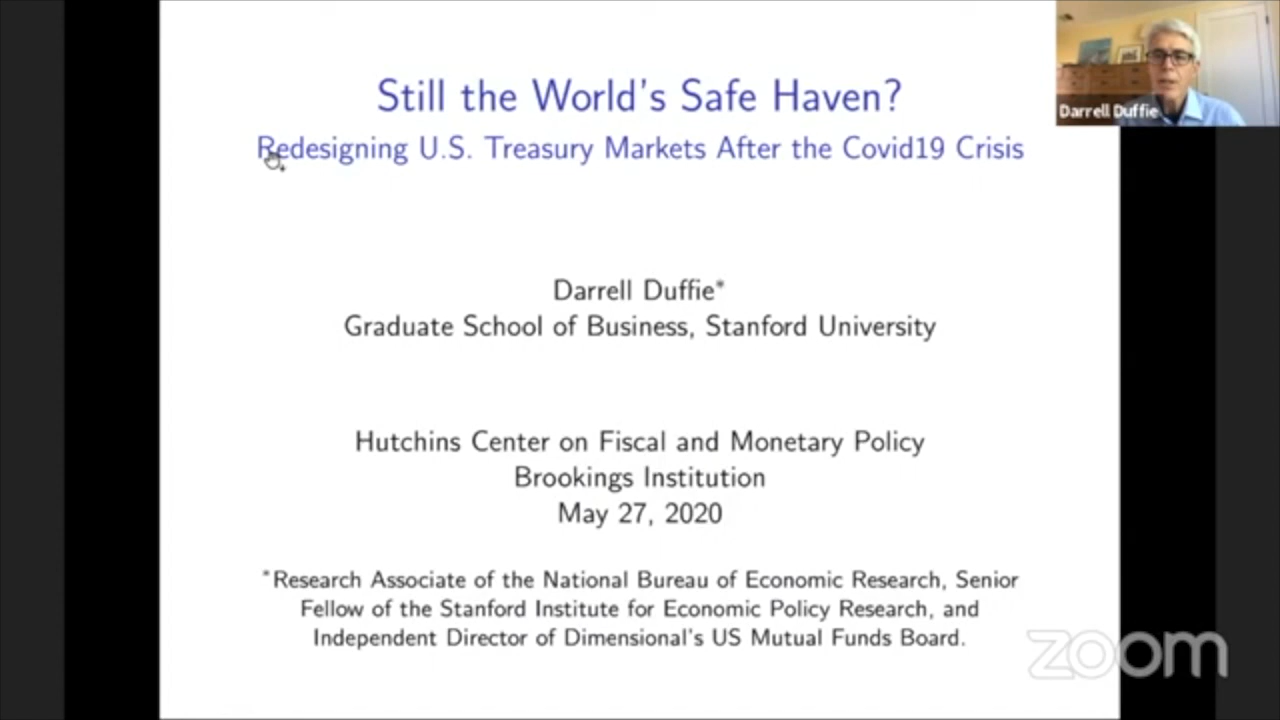 Still the World's Safe Haven?
Redesigning U.S. Treasury Markets After the Covid19 Crisis
Darrell Duffie
Darrell Duffie*
Graduate School of Business, Stanford University
Hutchins Center on Fiscal and Monetary Policy
Brookings Institution
May 27, 2020
*Research Associate of the National Bureau of Economic Research, Senior
Fellow of the Stanford Institute for Economic Policy Research, and
Independent Director of Dimensional's US Mutual Funds Board.
zoom